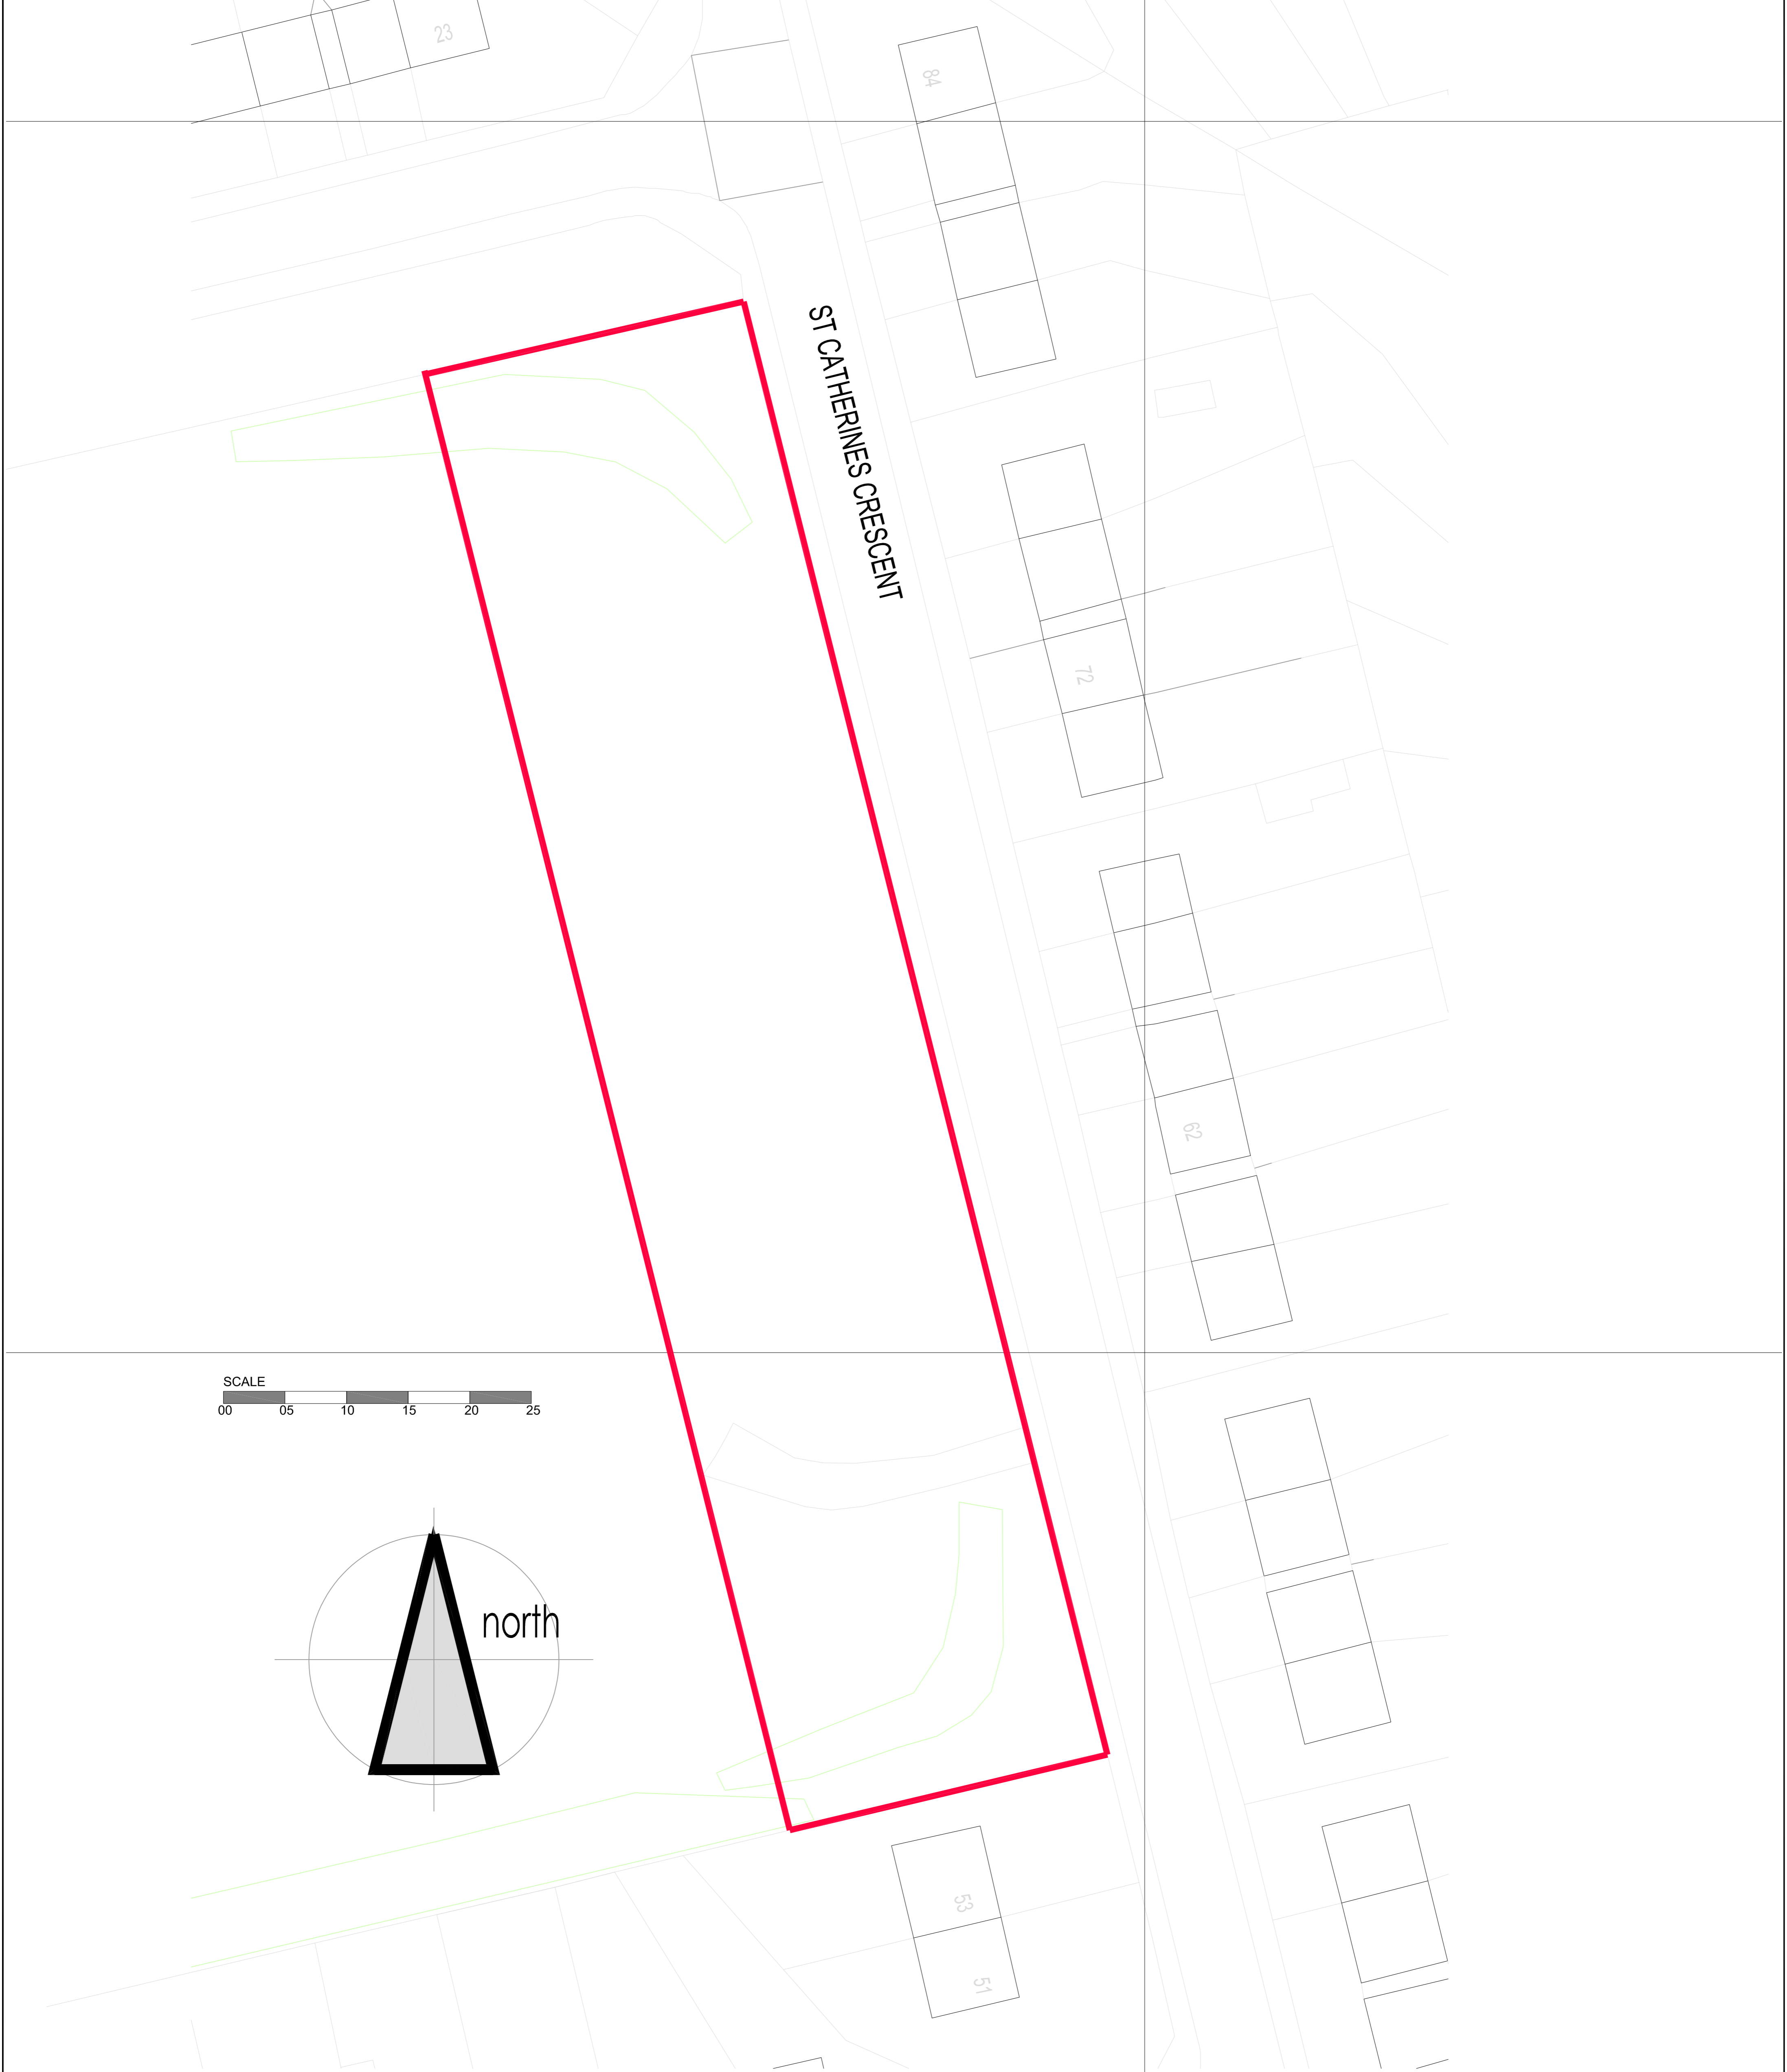 23
84
ST CATHERINES CRESCENT
72
62
SCALE
00 05 10 15 20 25
north
53
51